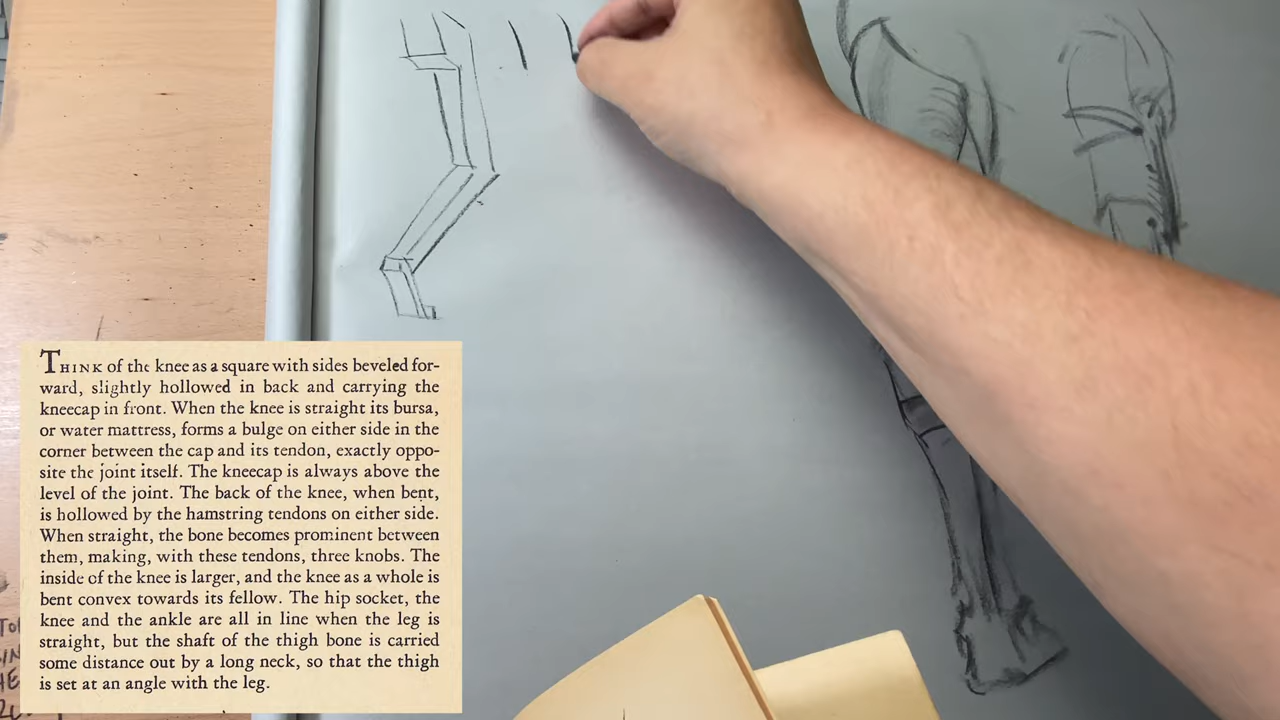 THINK of the knee as a square with sides beveled for-
ward, slightly hollowed in back and carrying the
kneecap in front. When the knee is straight its bursa,
or water mattress, forms a bulge on either side in the
corner between the cap and its tendon, exactly oppo-
site the joint itself. The kneecap is always above the
level of the joint. The back of the knee, when bent,
is hollowed by the hamstring tendons on either side.
When straight, the bone becomes prominent between
them, making, with these tendons, three knobs. The
inside of the knee is larger, and the knee as a whole is
bent convex towards its fellow. The hip socket, the
knee and the ankle are all in line when the leg is
straight, but the shaft of the thigh bone is carried
some distance out by a long neck, so that the thigh
is set at an angle with the leg.